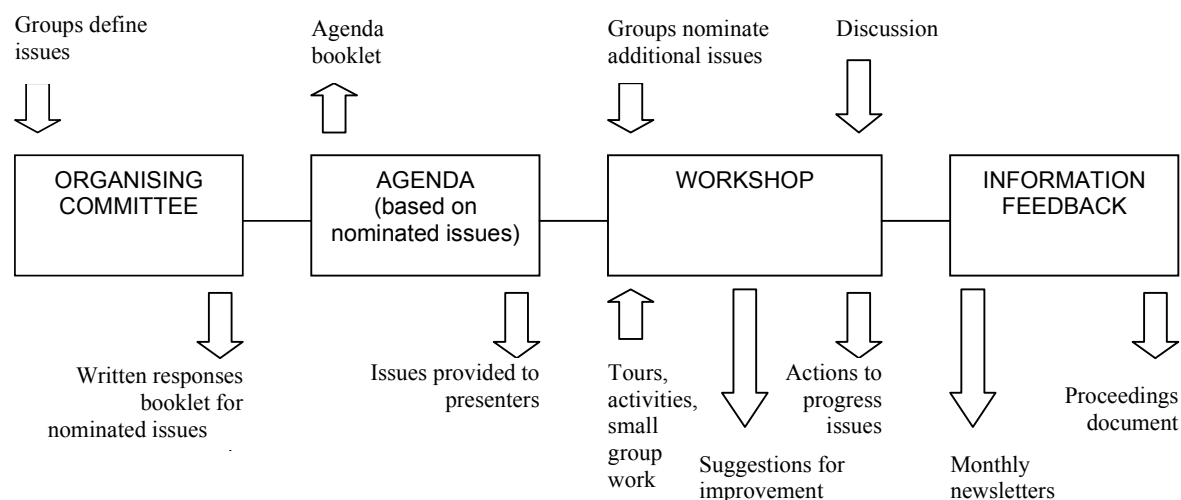 Groups define
issues
Agenda
booklet
Groups nominate
additional issues
Discussion
ORGANISING
COMMITTEE
AGENDA
(based on
nominated issues)
WORKSHOP
INFORMATION
FEEDBACK
Written responses
booklet for
nominated issues
Issues provided to
presenters
Tours,
activities,
small
group
work
Suggestions for
improvement
Actions to
progress
issues
Monthly
newsletters
Proceedings
document